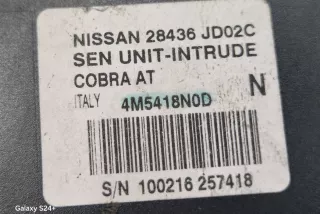 NISSAN 28436 JD02C
SEN UNIT-INTRUDE
COBRA AT
N
ITALY 4M5418N0D
S/N 100216 257418
Galaxy S24+